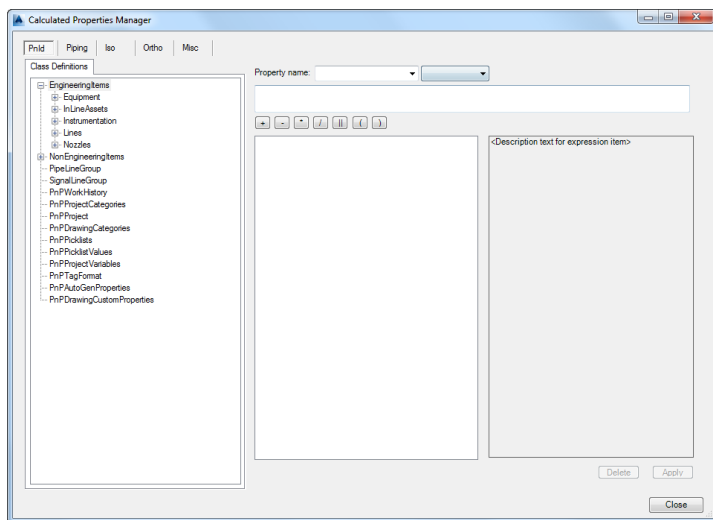 Calculated Properties Manager
PnId Piping Iso Ortho Misc
Class Definitions
Property name:
EngineeringItems
Equipment
InLineAssets
Instrumentation
Lines
Nozzles
NonEngineeringItems
PipeLineGroup
SignalLineGroup
PnPWorkHistory
PnPProjectCategories
PnPProject
PnPDrawingCategories
PnPPicklists
PnPPicklistValues
PnPProjectVariables
PnPTagFormat
PnPAutoGenProperties
PnPDrawingCustomProperties
+ - * / || ( )
<Description text for expression item>
Delete Apply
Close